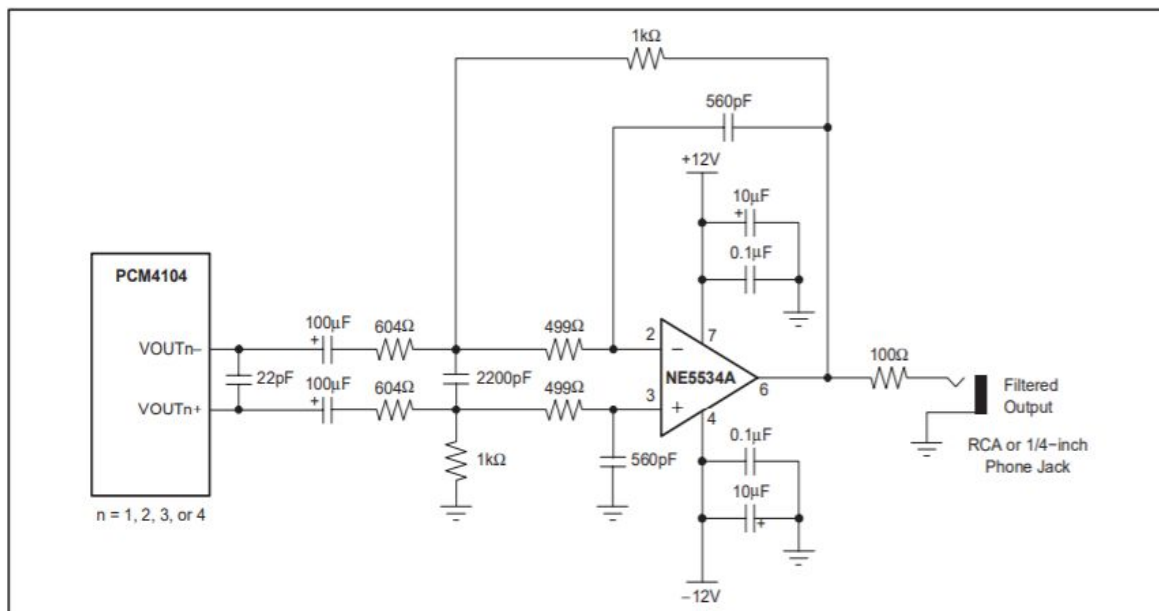 1kΩ
560pF
+12V
10μF
+
0.1μF
PCM4104
100μF
+
604Ω
499Ω
2
7
VOUTn–
–
100Ω
22pF
2200pF
NE5534A
6
Filtered
Output
100μF
+
604Ω
499Ω
3
VOUTn+
+
4
RCA or 1/4–inch
Phone Jack
1kΩ
560pF
0.1μF
10μF
+
n = 1, 2, 3, or 4
–12V